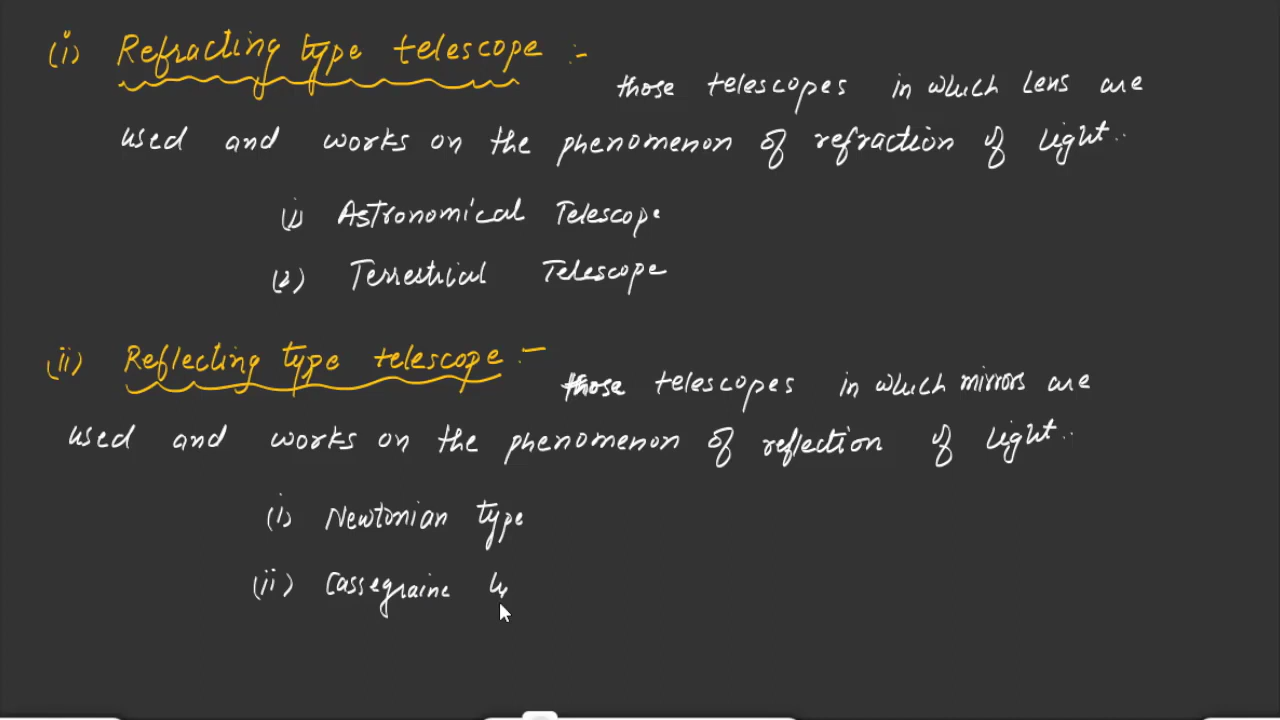 (i) Refracting type telescope :-
those telescopes in which Lens are
used and works on the phenomenon of refraction of light..
(1) Astronomical Telescope
(2) Terrestrial Telescope
(ii) Reflecting type telescope :-
those telescopes in which mirrors are
used and works on the phenomenon of reflection of light..
(i) Newtonian type
(ii) Cassegraine